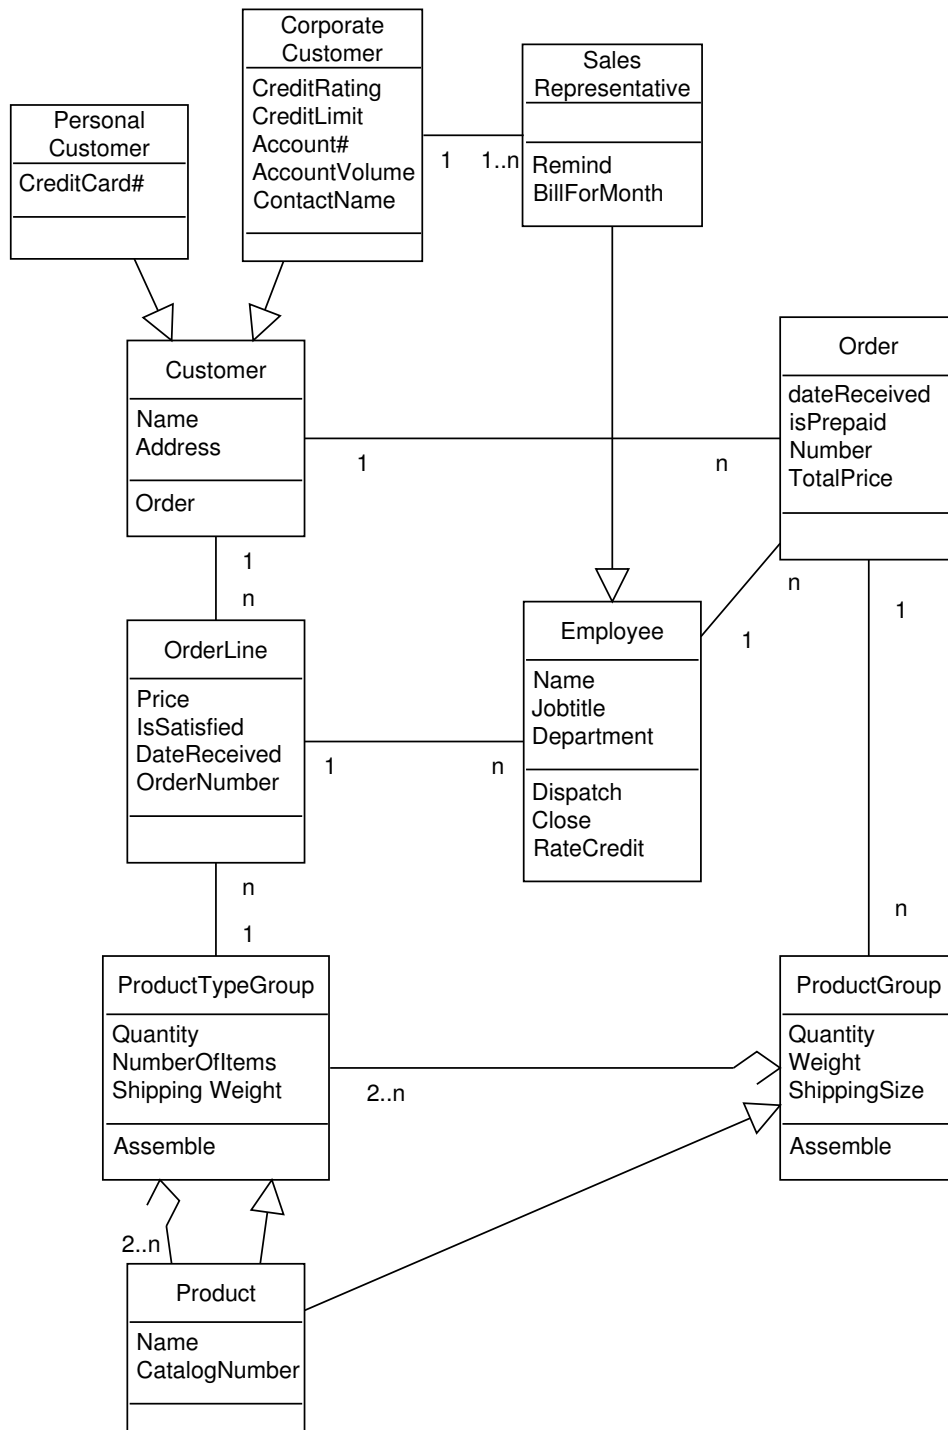 Corporate
Customer
CreditRating
CreditLimit
Account#
AccountVolume
ContactName
Sales
Representative
Remind
BillForMonth
1
1..n
Personal
Customer
CreditCard#
Customer
Name
Address
Order
1
n
Order
dateReceived
isPrepaid
Number
TotalPrice
1
n
n
1
1
n
OrderLine
Price
IsSatisfied
DateReceived
OrderNumber
1
n
Employee
Name
Jobtitle
Department
Dispatch
Close
RateCredit
n
1
ProductTypeGroup
Quantity
NumberOfItems
Shipping Weight
Assemble
2..n
ProductGroup
Quantity
Weight
ShippingSize
Assemble
2..n
Product
Name
CatalogNumber